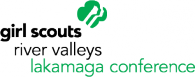 girl scouts
river valleys
lakamaga conference